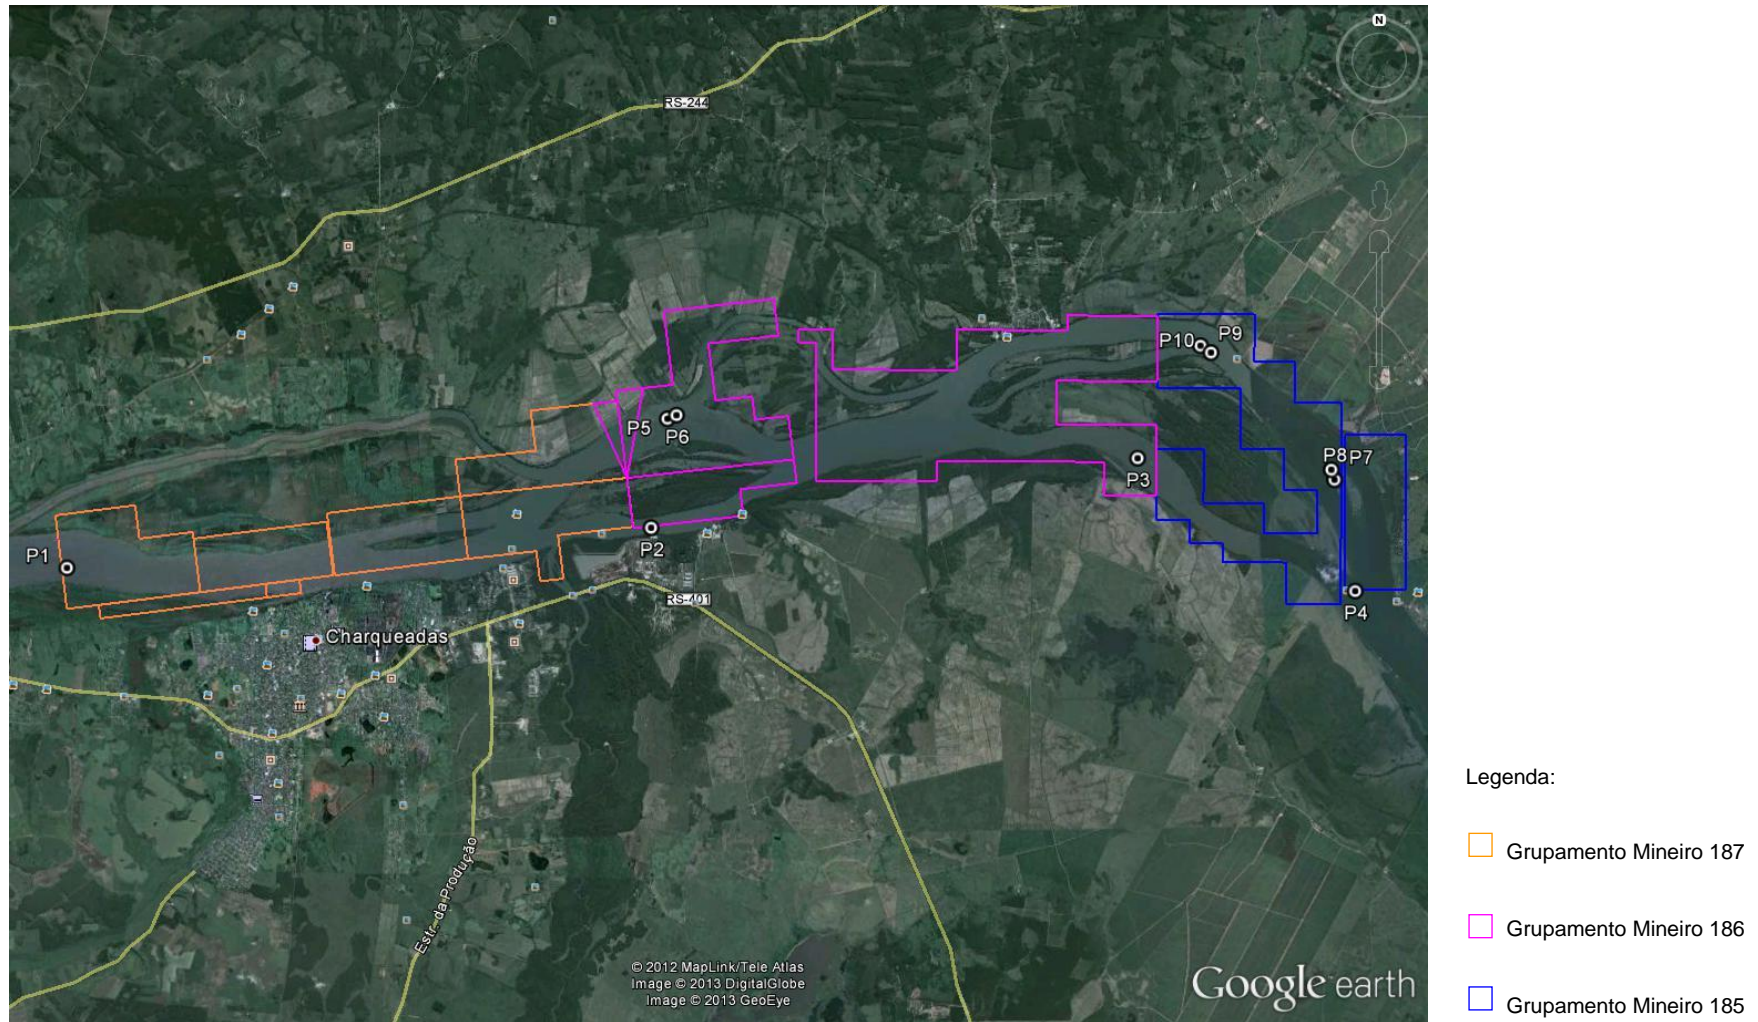 N
RS-244
P10
P9
P5
P6
P3
P8
P7
P1
P2
RS-401
P4
Charqueadas
Estr. da Produção
© 2012 MapLink/Tele Atlas
Image © 2013 DigitalGlobe
Image © 2013 GeoEye
Google earth
Legenda:
Grupamento Mineiro 187
Grupamento Mineiro 186
Grupamento Mineiro 185